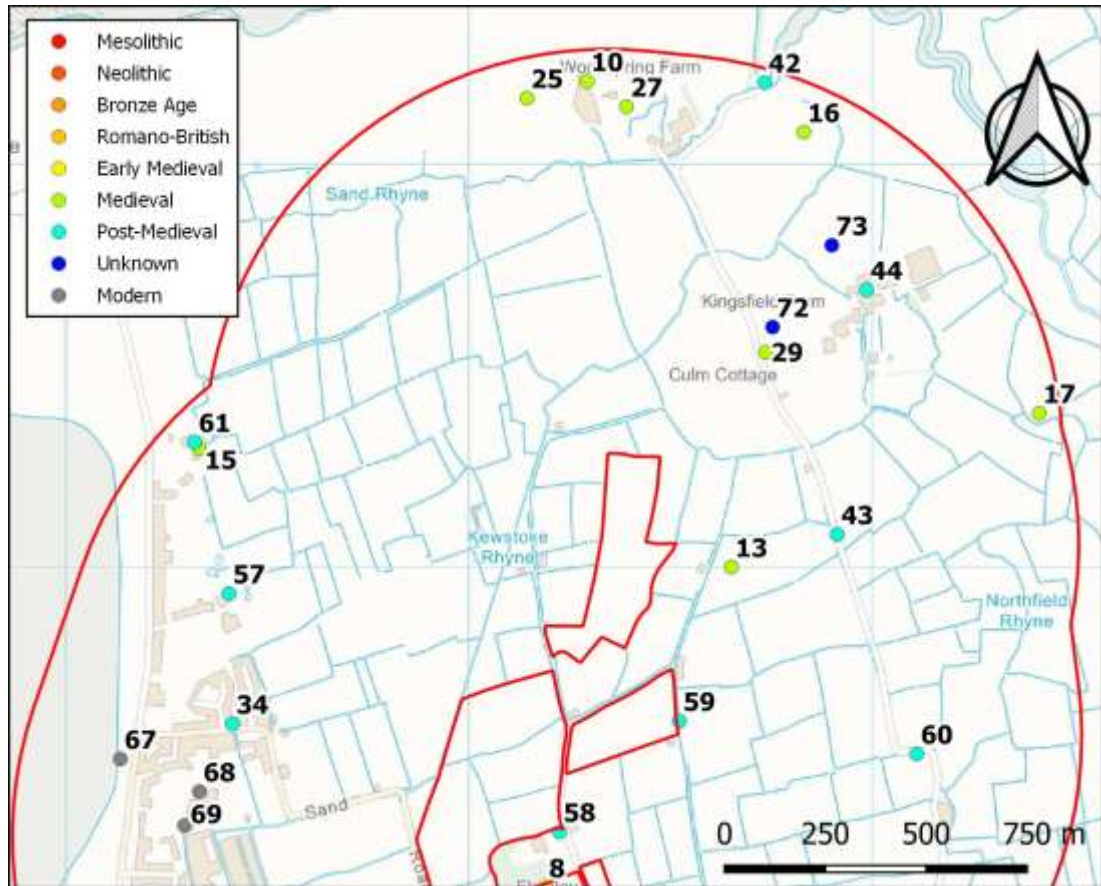 Mesolithic
Neolithic
Bronze Age
Romano-British
Early Medieval
Medieval
Post-Medieval
Unknown
Modern
10
42
25
27
Farm
16
Sand Rhyne
73
44
72
29
Culm Cottage
17
61
15
43
Kewstoke
Rhyne
13
57
Northfield
Rhyne
34
59
67
60
68
Sand
69
58
0 250 500 750 m
8